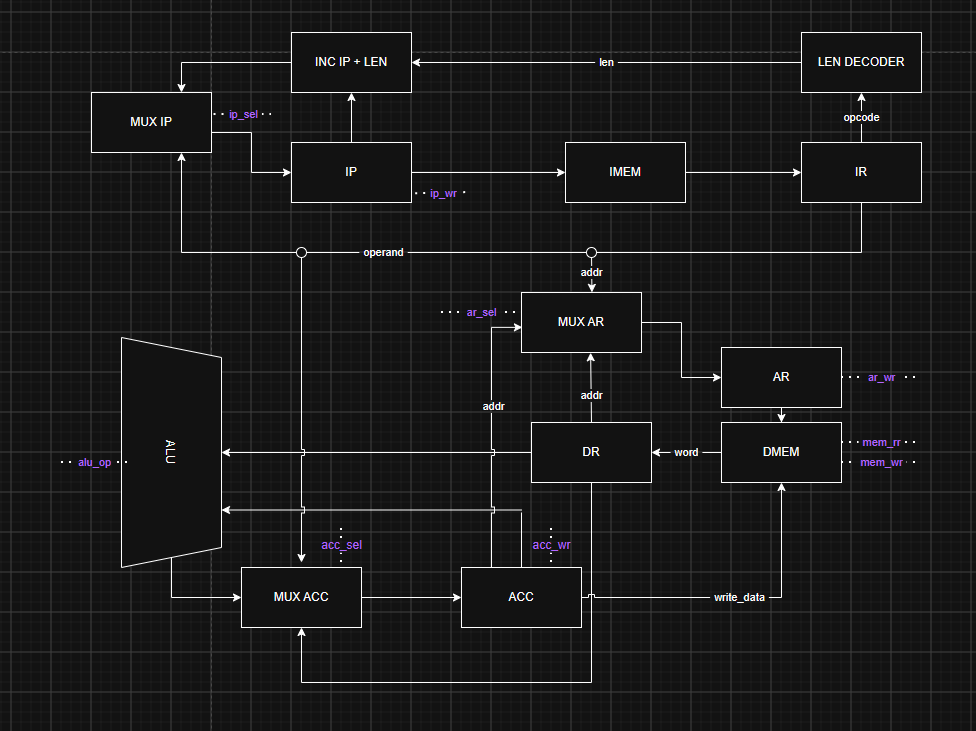 INC IP + LEN
len
LEN DECODER
MUX IP
ip_sel
opcode
IP
IMEM
IR
ip_wr
operand
addr
ar_sel
MUX AR
AR
ar_wr
addr
addr
ALU
alu_op
DR
word
DMEM
mem_rr
mem_wr
acc_sel
acc_wr
MUX ACC
ACC
write_data